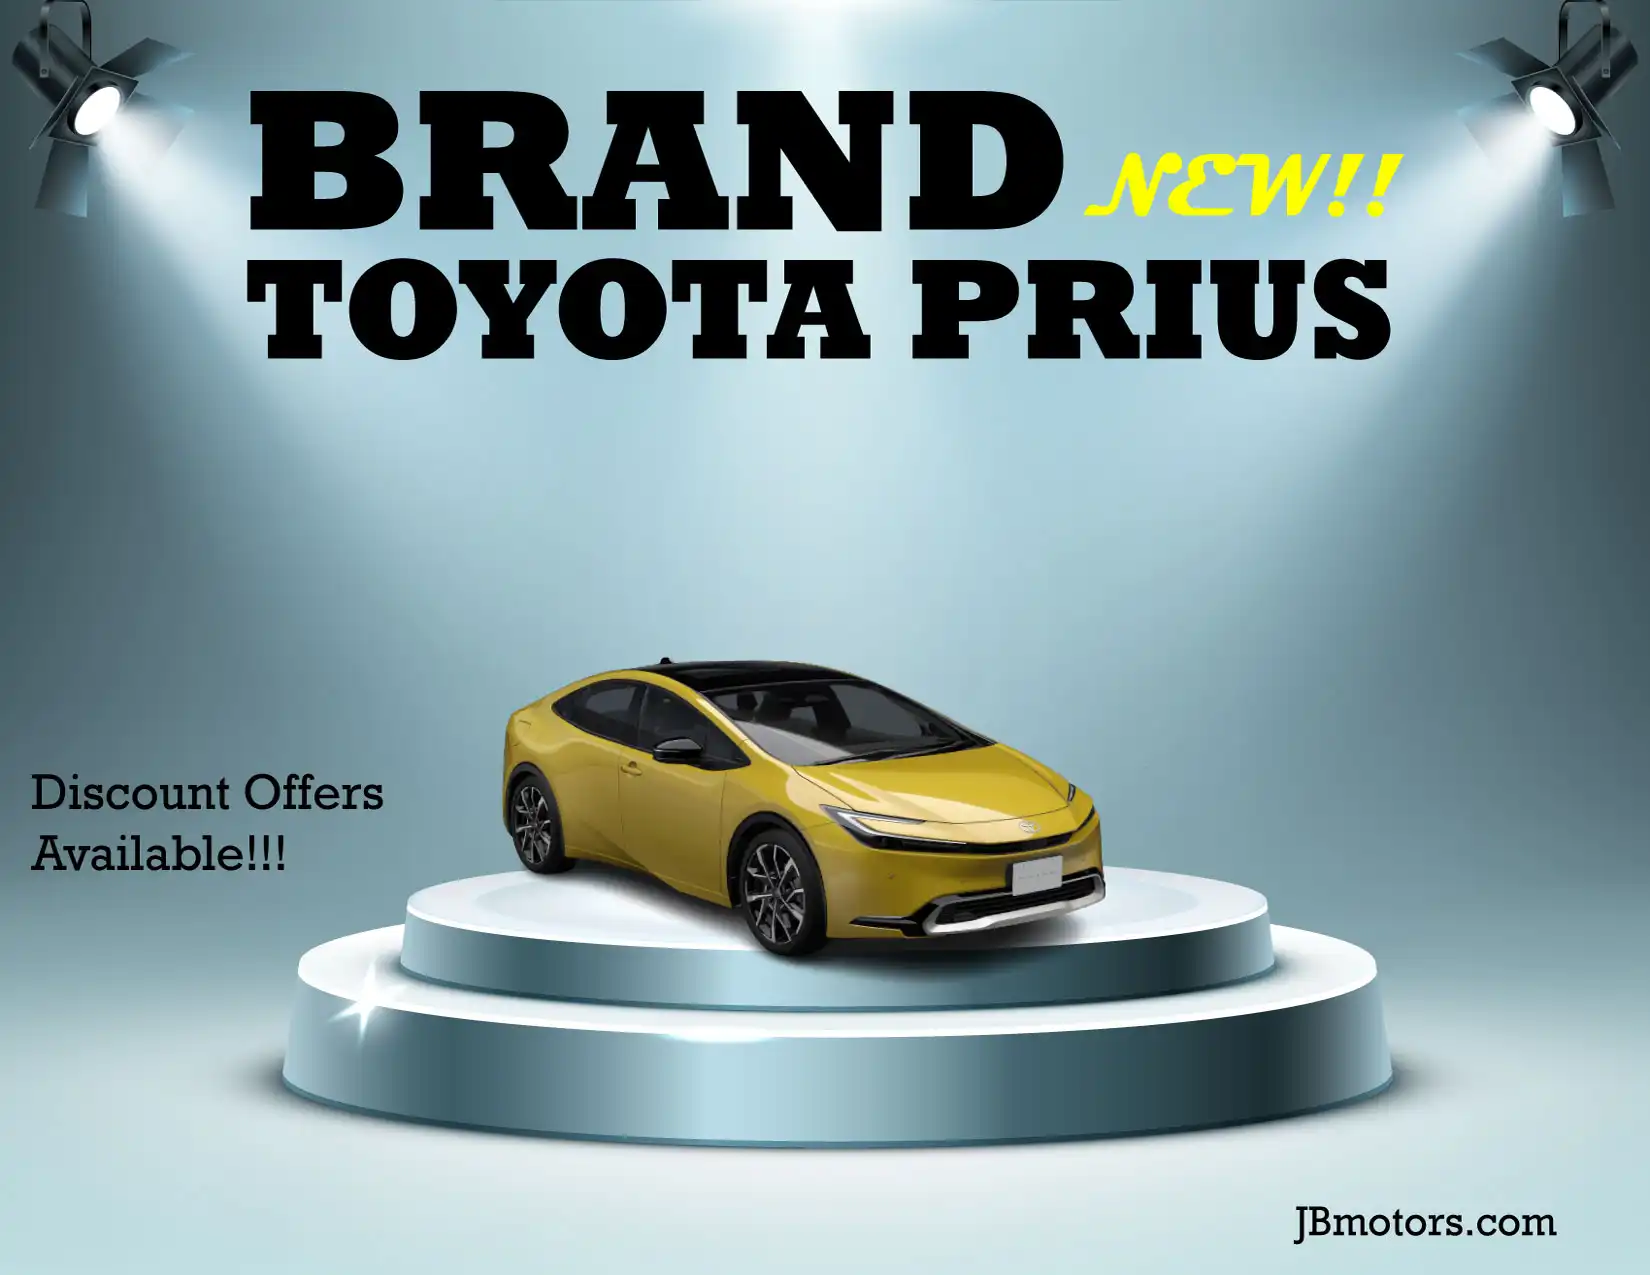 BRAND NEW!!
TOYOTA PRIUS
Discount Offers
Available!!!
JBmotors.com